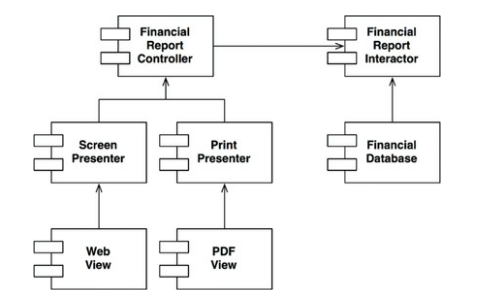 Financial
Report
Controller
Financial
Report
Interactor
Screen
Presenter
Print
Presenter
Financial
Database
Web
View
PDF
View